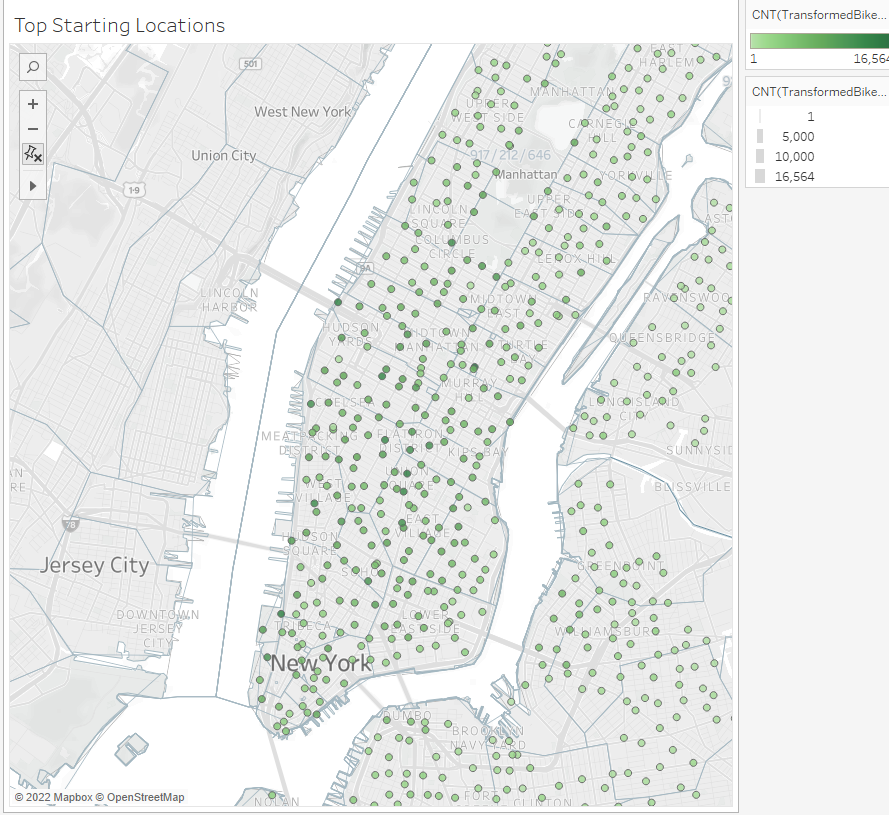 Top Starting Locations
CNT(TransformedBike...
1
16,564
CNT(TransformedBike...
1
5,000
10,000
16,564
501
EAST
HARLEM
MANHATTAN
West New York
UPPER
WEST SIDE
CARNEGIE
HILL
Union City
917 / 212 / 646
Manhattan
YORKVILLE
1-9
UPPER
EAST SIDE
LINCOLN
SQUARE
COLUMBUS
CIRCLE
LENOX HILL
9A
LINCOLN
HARBOR
MIDTOWN
EAST
RAVENSWOO
HUDSON
YARDS
MIDTOWN
MANHATTAN
TURTLE
BAY
QUEENSBRIDGE
MURRAY
HILL
CHELSEA
LONG ISLAND
CITY
MEATPACKING
DISTRICT
FLATIRON
DISTRICT
KIPS BAY
SUNNYSID
UNION
SQUARE
WEST
VILLAGE
BLISSVILLE
78
EAST
VILLAGE
HUDSON
SQUARE
Jersey City
SOHO
GREENPOINT
DOWNTOWN
JERSEY
CITY
TRIBECA
LOWER
EAST SIDE
WILLIAMSBURG
New York
DUMBO
BROOKLYN
NAVY YARD
© 2022 Mapbox © OpenStreetMap
NOLAN
FORT
CLINTON